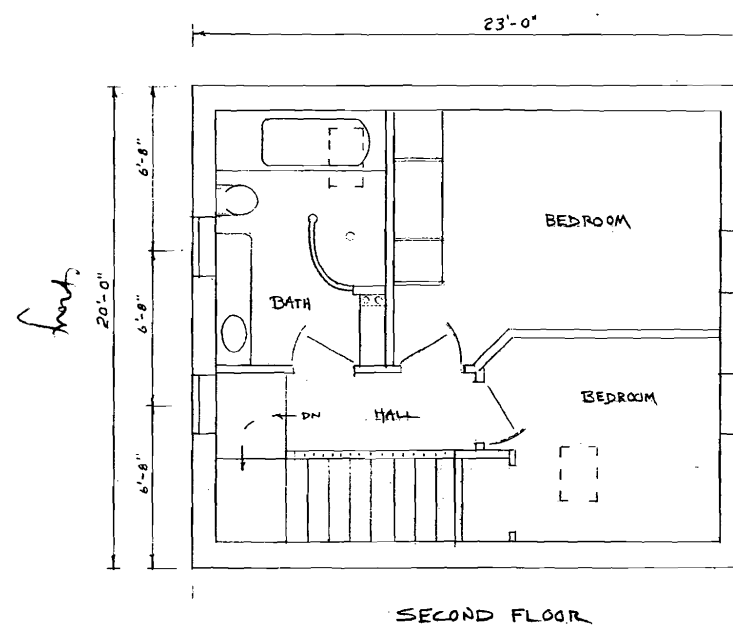 23'-0"
6'-8"
BEDROOM
front
20'-0"
6'-8"
BATH
BEDROOM
← DN
HALL
6'-8"
SECOND FLOOR